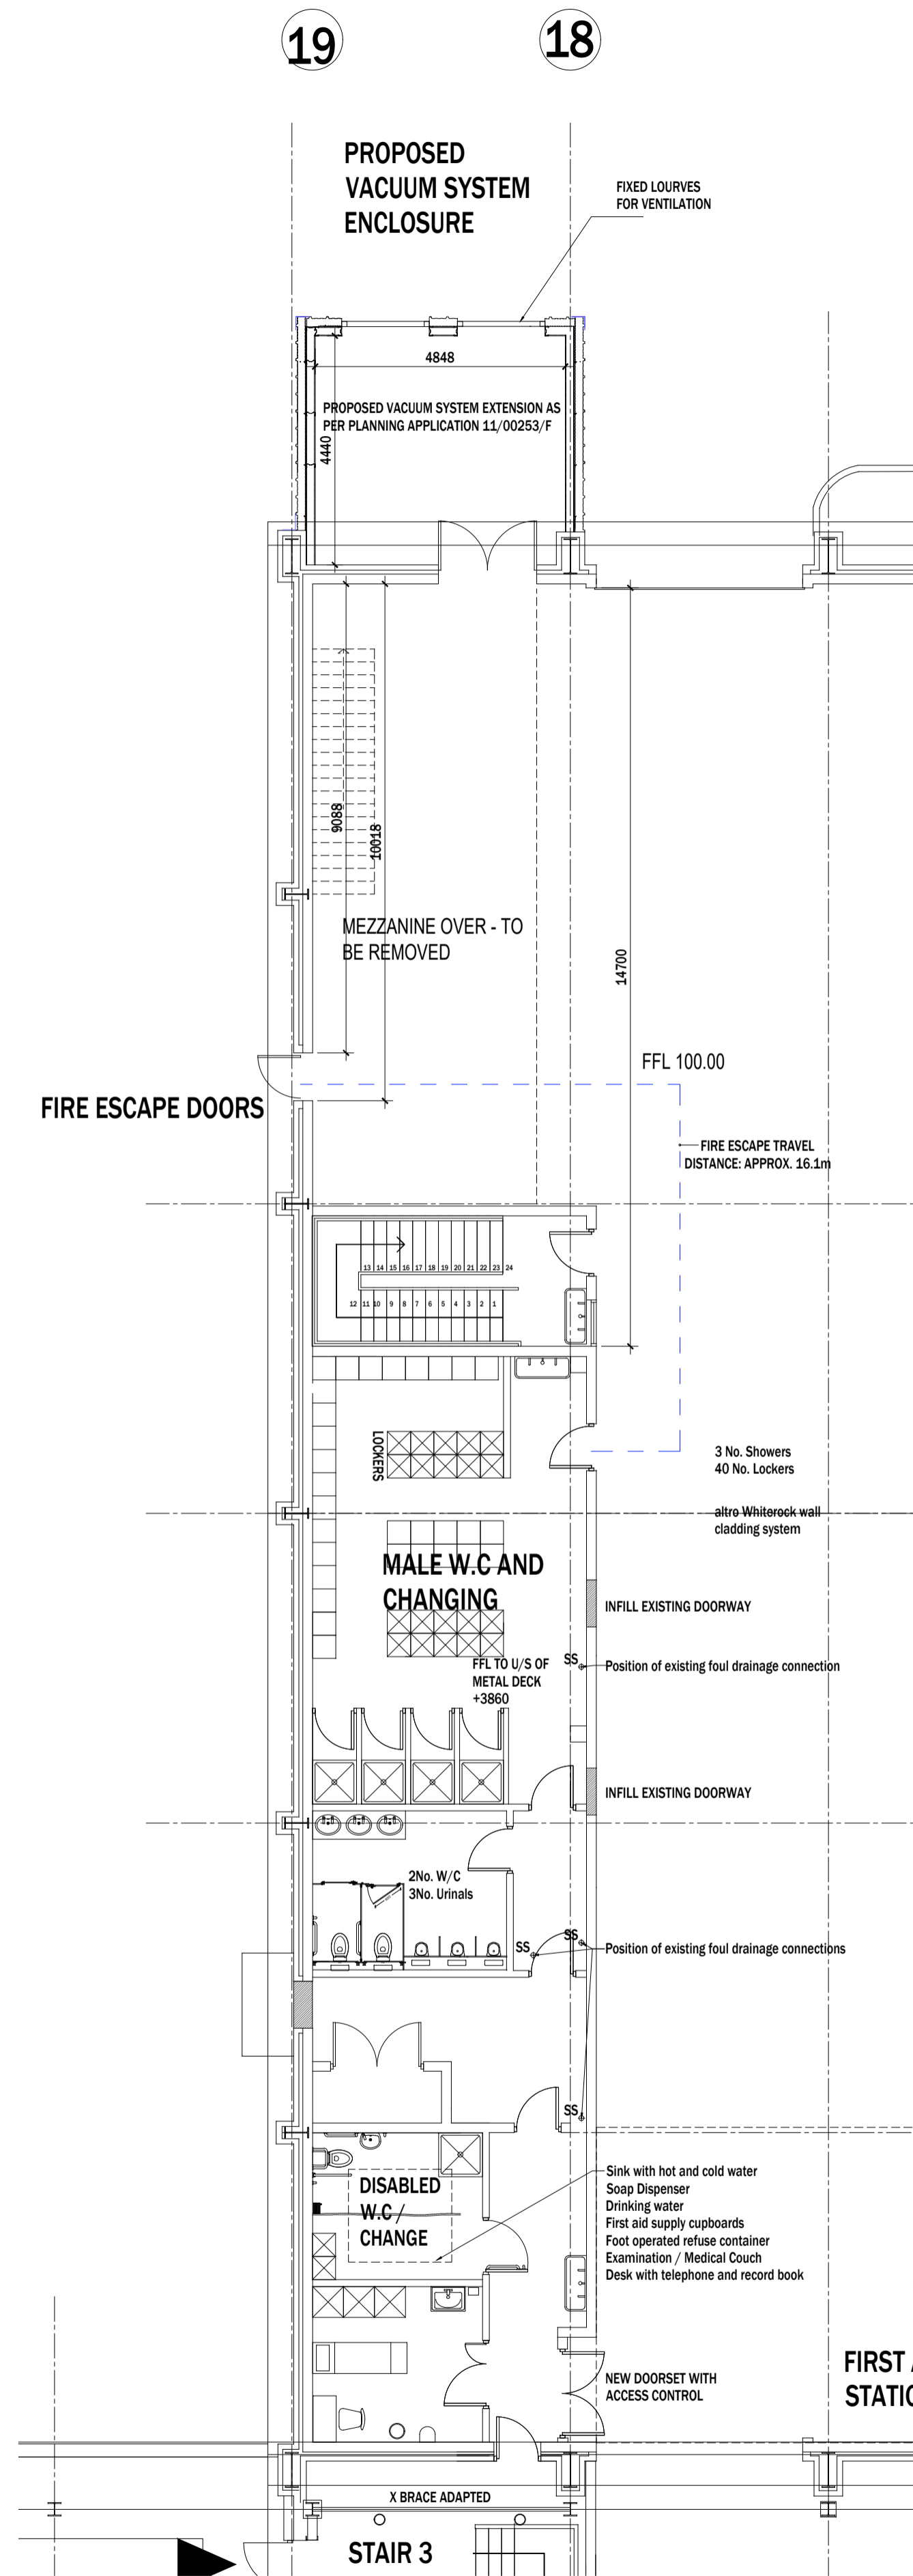 19
18
PROPOSED
VACUUM SYSTEM
ENCLOSURE
FIXED LOURVES
FOR VENTILATION
4848
PROPOSED VACUUM SYSTEM EXTENSION AS
PER PLANNING APPLICATION 11/00253/F
4440
9088
10018
MEZZANINE OVER - TO
BE REMOVED
14700
FFL 100.00
FIRE ESCAPE DOORS
FIRE ESCAPE TRAVEL
DISTANCE: APPROX. 16.1m
13 14 15 16 17 18 19 20 21 22 23 24
12 11 10 9 8 7 6 5 4 3 2 1
LOCKERS
3 No. Showers
40 No. Lockers
altro Whiterock wall
cladding system
MALE W.C AND
CHANGING
INFILL EXISTING DOORWAY
FFL TO U/S OF
METAL DECK
+3860
SS
Position of existing foul drainage connection
INFILL EXISTING DOORWAY
2No. W/C
3No. Urinals
SS
SS
Position of existing foul drainage connections
SS
DISABLED
W.C /
CHANGE
Sink with hot and cold water
Soap Dispenser
Drinking water
First aid supply cupboards
Foot operated refuse container
Examination / Medical Couch
Desk with telephone and record book
NEW DOORSET WITH
ACCESS CONTROL
FIRST
STATIO
X BRACE ADAPTED
STAIR 3